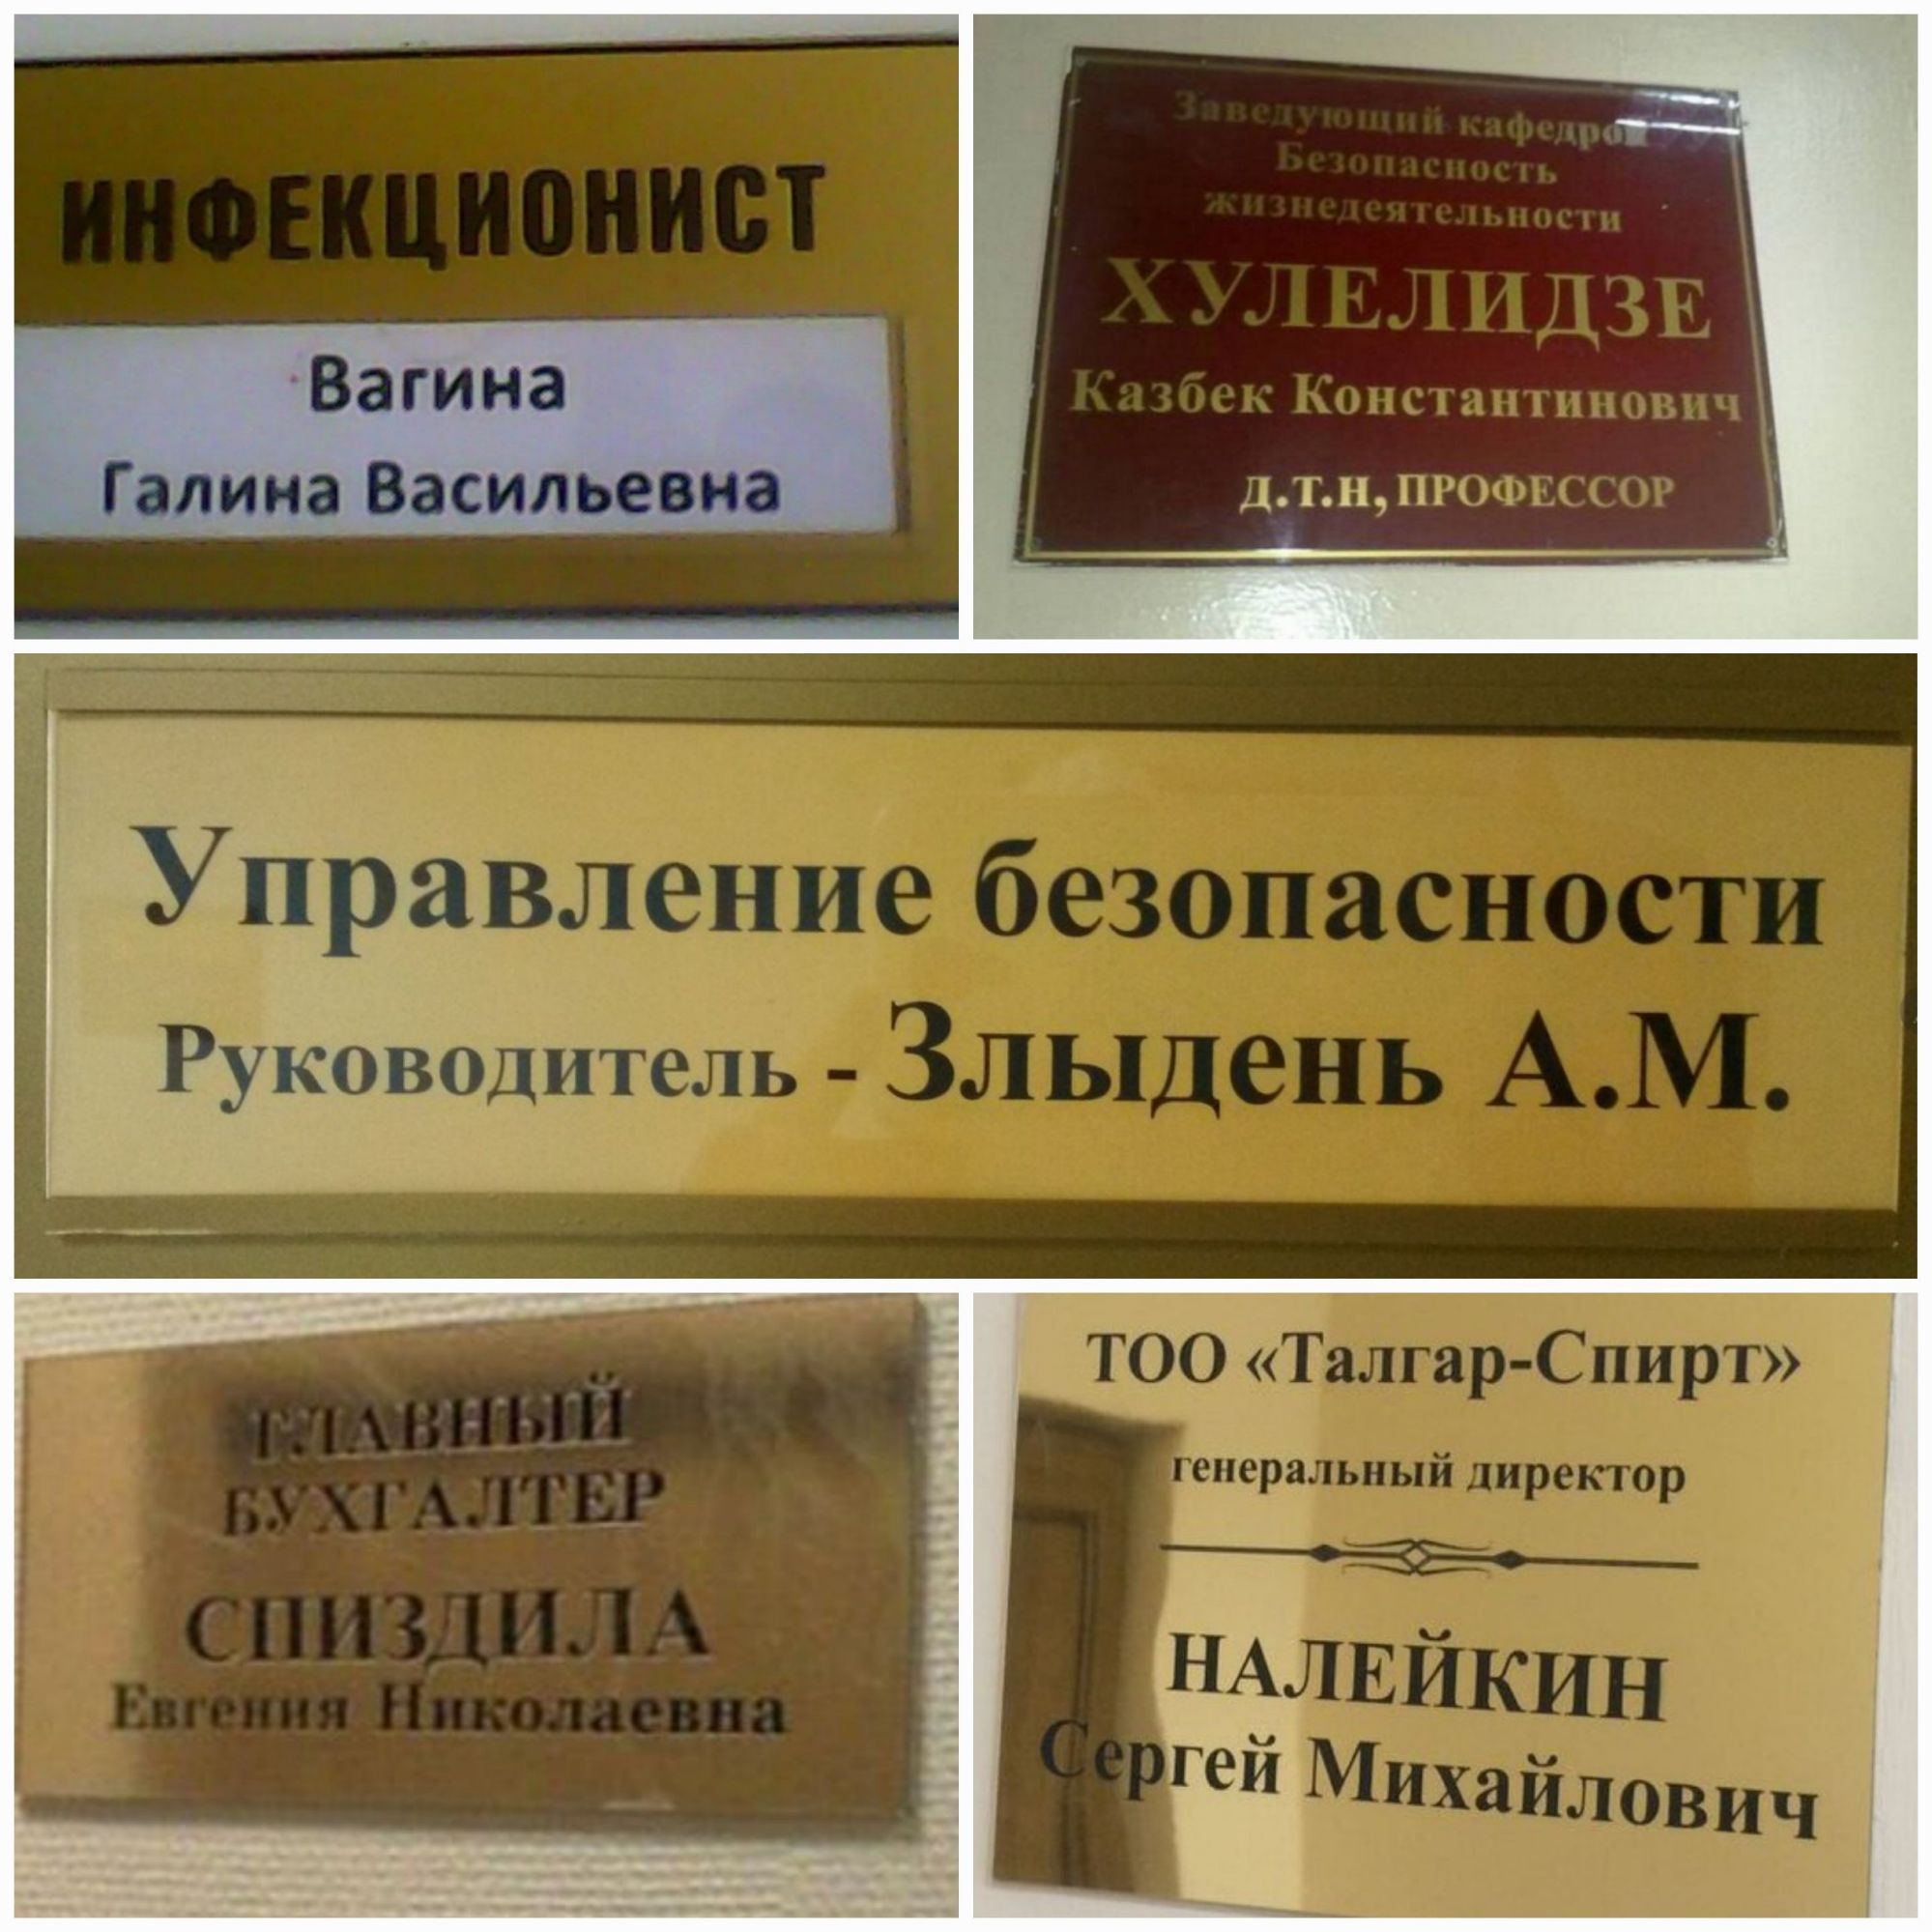 ИНФЕКЦИОНИСТ
Вагина
Галина Васильевна
Заведующий кафедрой
Безопасность
жизнедеятельности
ХУЛЕЛИДЗЕ
Казбек Константинович
Д.Т.Н, ПРОФЕССОР
Управление безопасности
Руководитель - Злыдень А.М.
ГЛАВНЫЙ
БУХГАЛТЕР
СПИЗДИЛА
Евгения Николаевна
ТОО «Талгар-Спирт»
генеральный директор
НАЛЕЙКИН
Сергей Михайлович